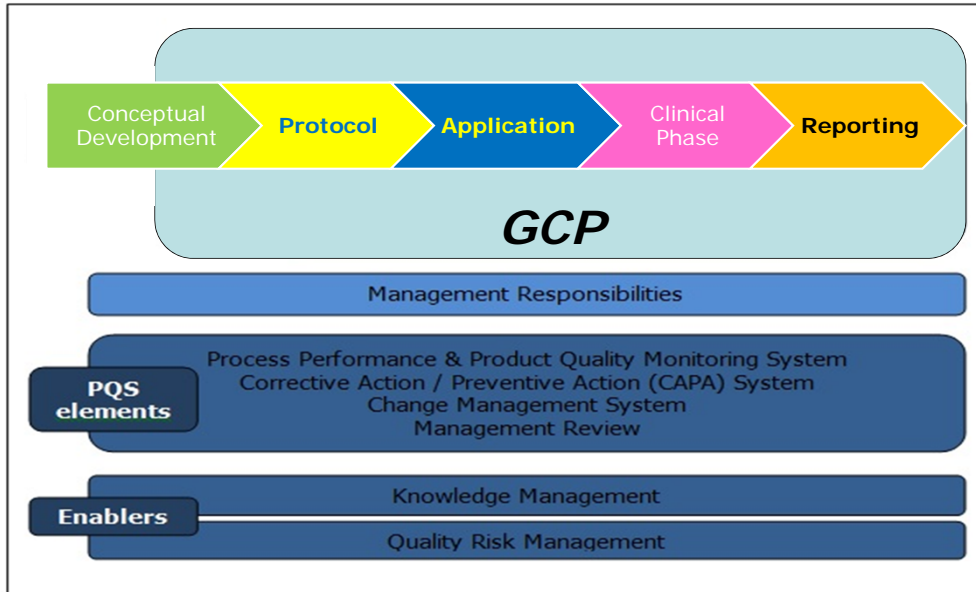 Conceptual
Development
Protocol
Application
Clinical
Phase
Reporting
GCP
Management Responsibilities
PQS
elements
Process Performance & Product Quality Monitoring System
Corrective Action / Preventive Action (CAPA) System
Change Management System
Management Review
Enablers
Knowledge Management
Quality Risk Management